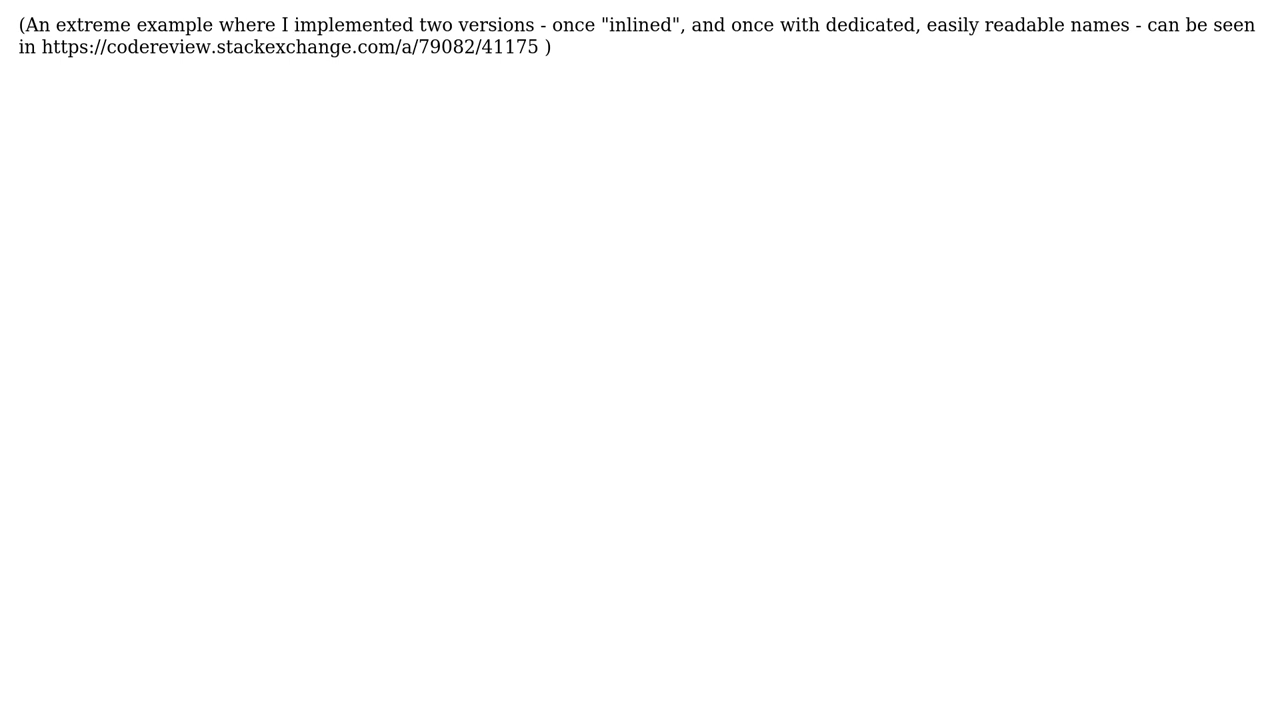 (An extreme example where I implemented two versions - once "inlined", and once with dedicated, easily readable names - can be seen
in https://codereview.stackexchange.com/a/79082/41175 )